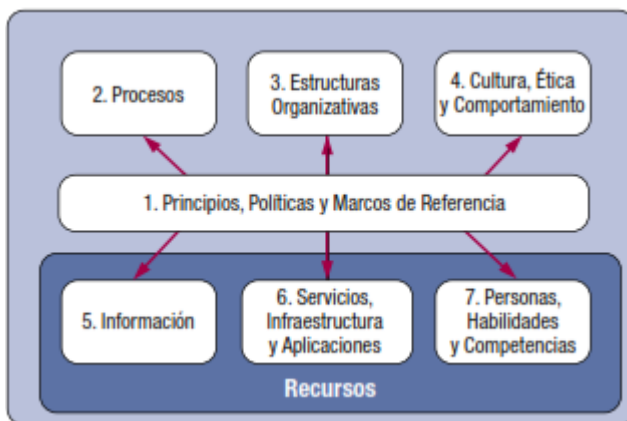 2. Procesos
3. Estructuras
Organizativas
4. Cultura, Ética
y Comportamiento
1. Principios, Políticas y Marcos de Referencia
5. Información
6. Servicios,
Infraestructura
y Aplicaciones
7. Personas,
Habilidades
y Competencias
Recursos